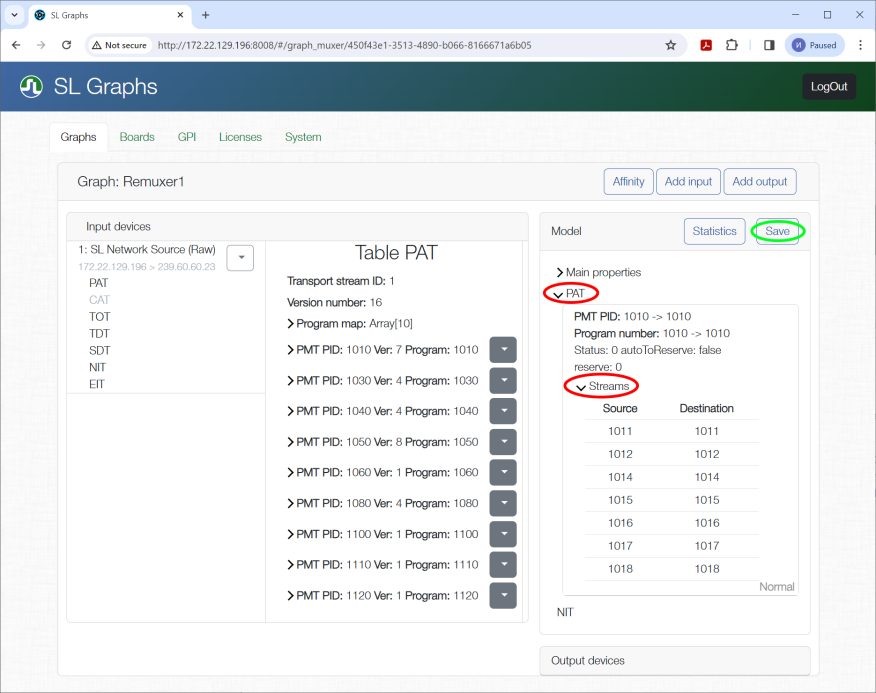 SL Graphs
Not secure
http://172.22.129.196:8008/#/graph_muxer/450f43e1-3513-4890-b066-8166671a6b05
И
Paused
SL Graphs
LogOut
Graphs
Boards
GPI
Licenses
System
Graph: Remuxer1
Affinity
Add input
Add output
Input devices
1: SL Network Source (Raw)
172.22.129.196 > 239.60.60.23
PAT
CAT
TOT
TDT
SDT
NIT
EIT
Table PAT
Transport stream ID: 1
Version number: 16
Program map: Array[10]
PMT PID: 1010 Ver: 7 Program: 1010
PMT PID: 1030 Ver: 4 Program: 1030
PMT PID: 1040 Ver: 4 Program: 1040
PMT PID: 1050 Ver: 8 Program: 1050
PMT PID: 1060 Ver: 1 Program: 1060
PMT PID: 1080 Ver: 4 Program: 1080
PMT PID: 1100 Ver: 1 Program: 1100
PMT PID: 1110 Ver: 1 Program: 1110
PMT PID: 1120 Ver: 1 Program: 1120
Model
Statistics
Save
Main properties
PAT
PMT PID: 1010 -> 1010
Program number: 1010 -> 1010
Status: 0 autoToReserve: false
reserve: 0
Streams
Source Destination
1011 1011
1012 1012
1014 1014
1015 1015
1016 1016
1017 1017
1018 1018
Normal
NIT
Output devices